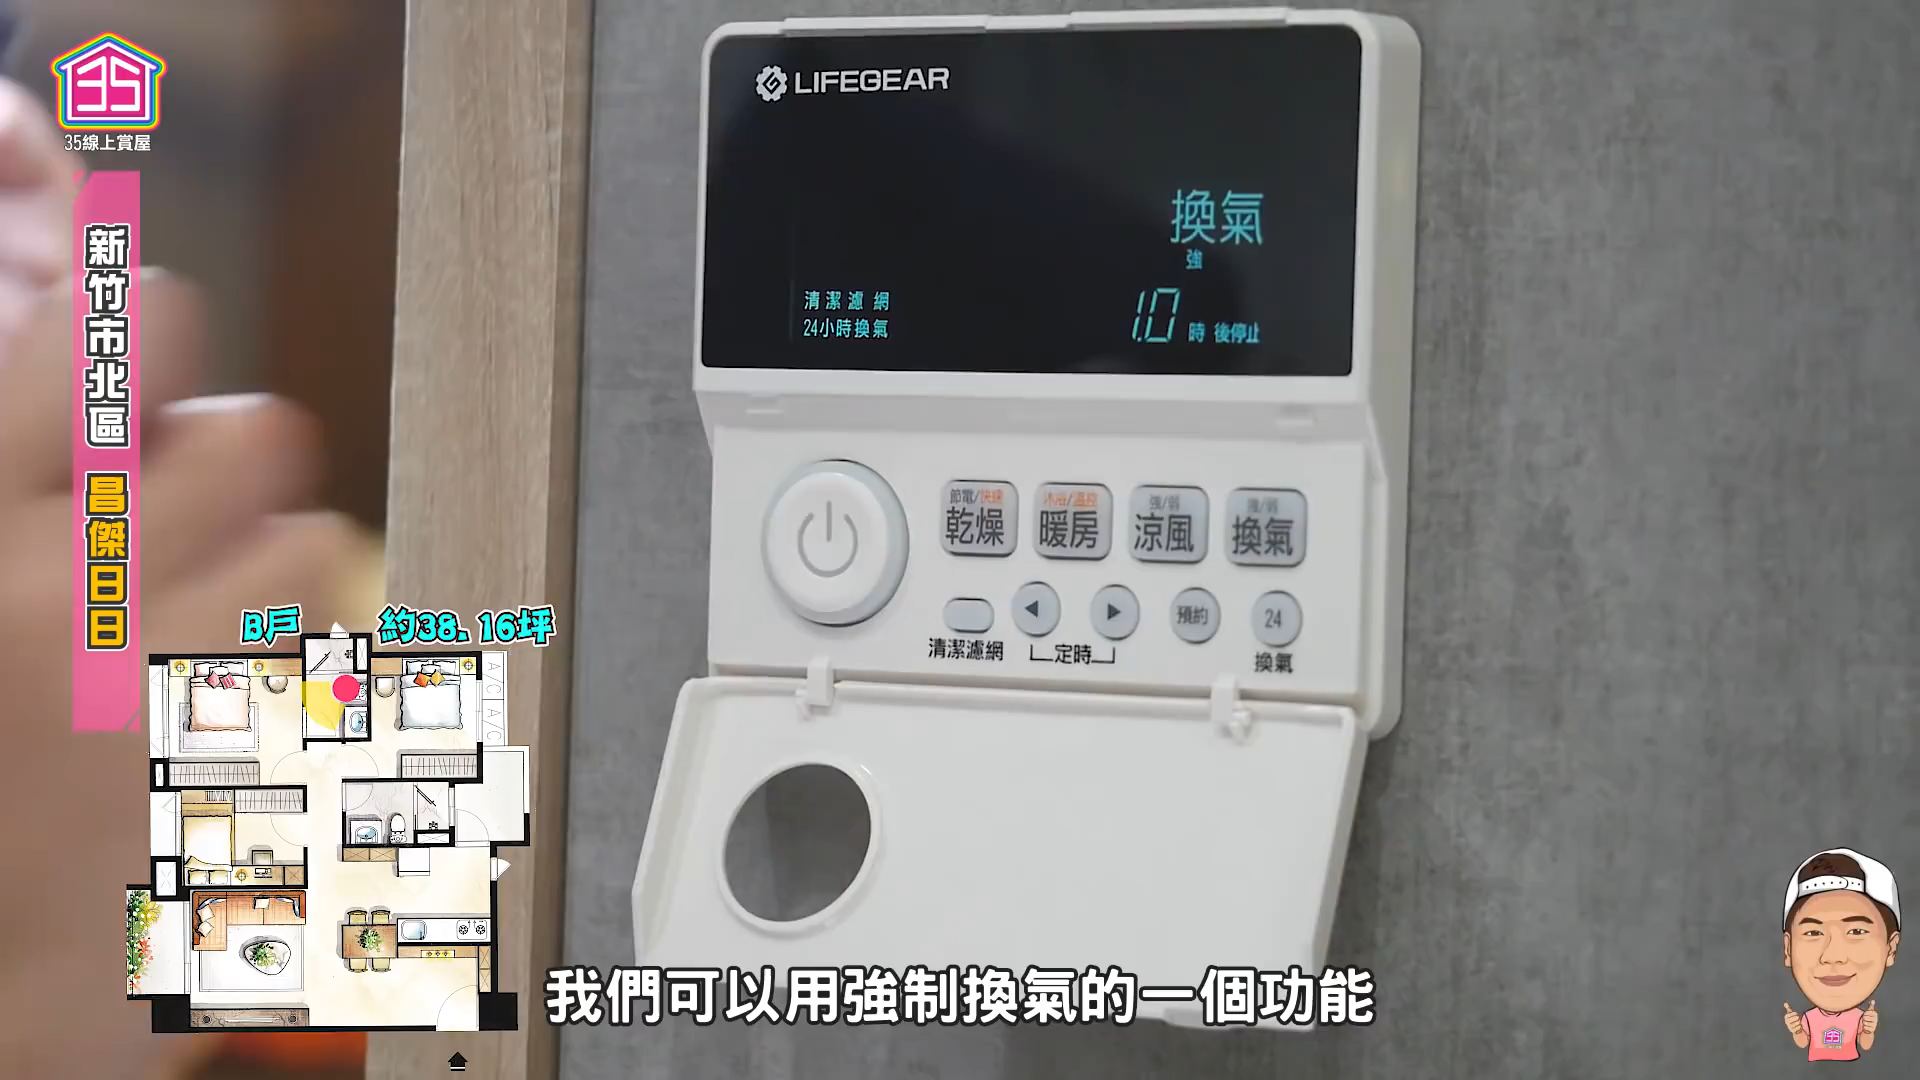 35
35線上賞屋
新竹市北區 昌傑日日
LIFEGEAR
換氣
強
清潔濾網
24小時換氣
1.0 時 後停止
節電/快速
乾燥
沐浴/溫控
暖房
強/弱
涼風
強/弱
換氣
預約
24
清潔濾網
定時
換氣
B戶 約38.16坪
A/C A/C
我們可以用強制換氣的一個功能
35